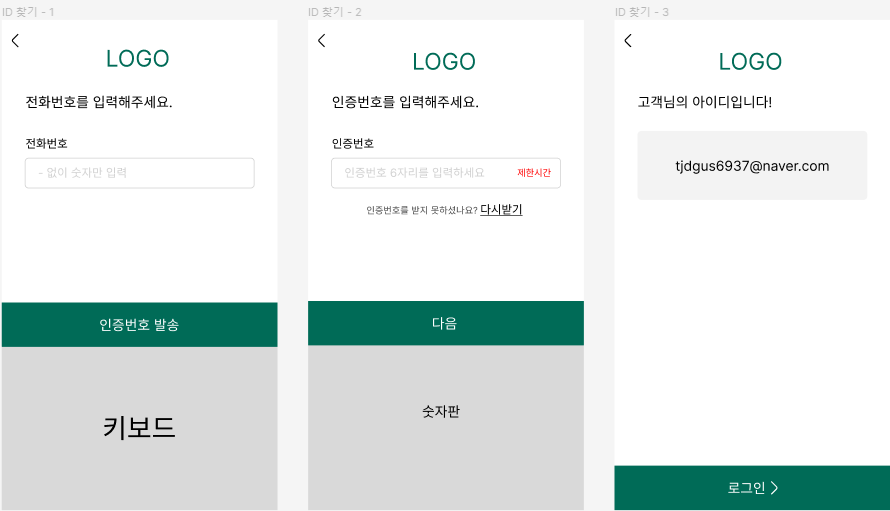 ID 찾기 - 1
LOGO
전화번호를 입력해주세요.
전화번호
- 없이 숫자만 입력
인증번호 발송
키보드
ID 찾기 - 2
LOGO
인증번호를 입력해주세요.
인증번호
인증번호 6자리를 입력하세요 제한시간
인증번호를 받지 못하셨나요? 다시받기
다음
숫자판
ID 찾기 - 3
LOGO
고객님의 아이디입니다!
tjdgus6937@naver.com
로그인